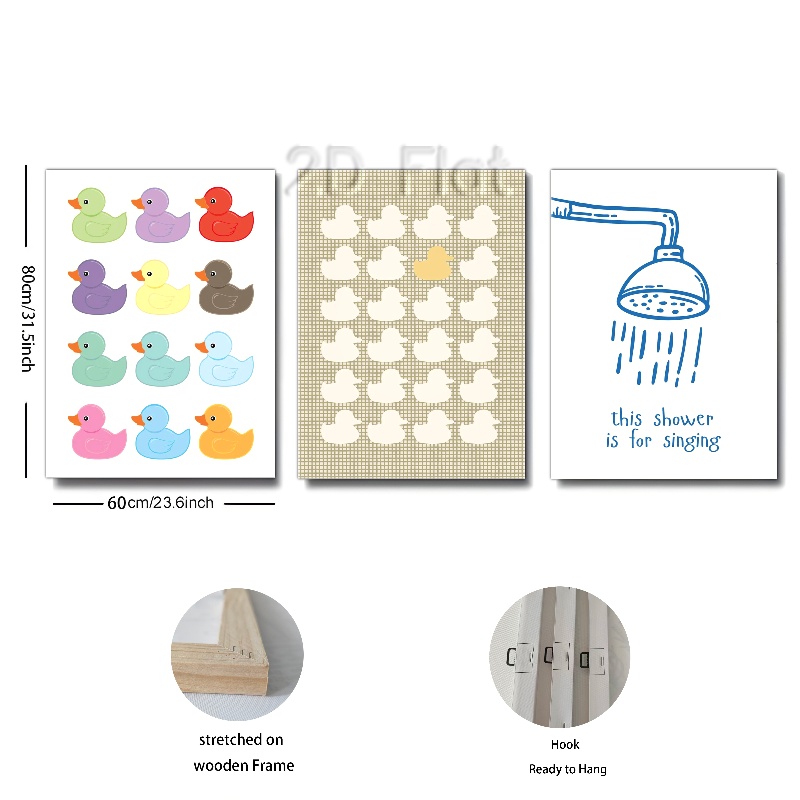 2D Flat
80cm/31.5inch
60cm/23.6inch
this shower
is for singing
stretched on
wooden Frame
Hook
Ready to Hang